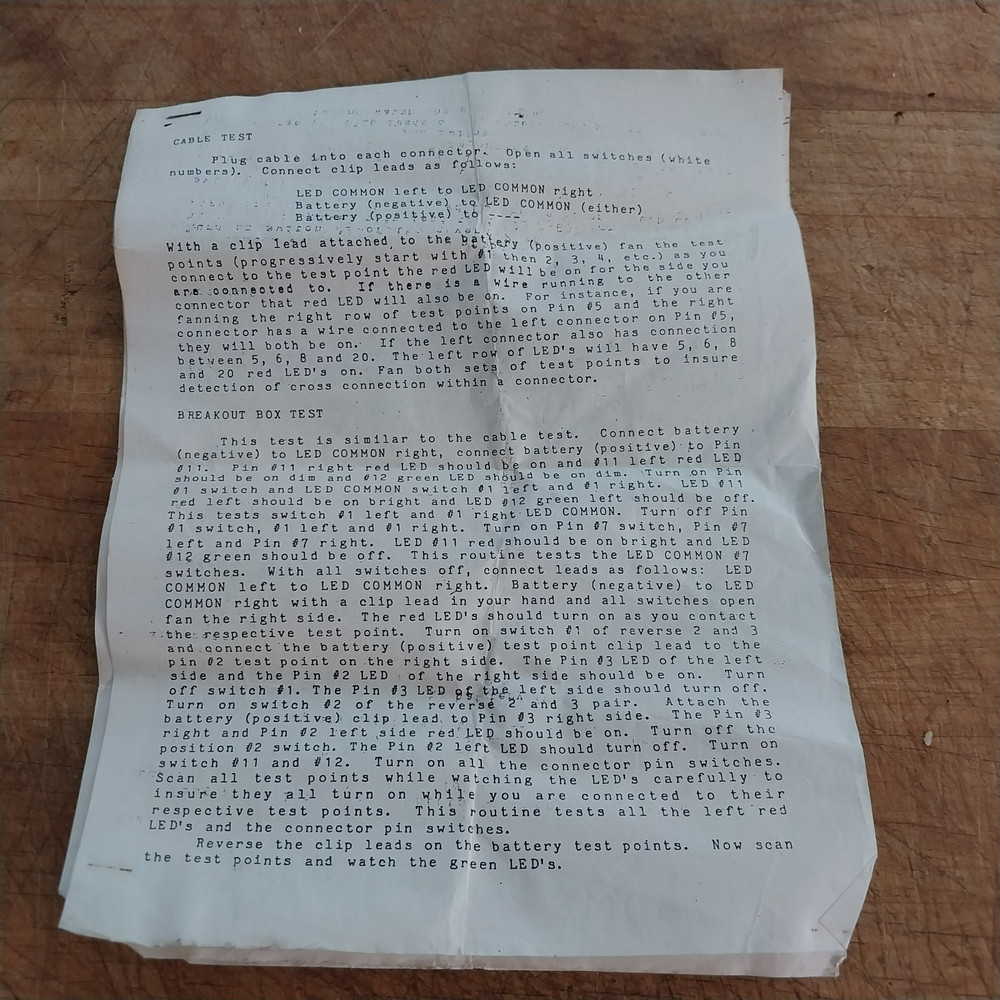 CABLE TEST
Plug cable into each connector. Open all switches (white
numbers). Connect clip leads as follows:
LED COMMON left to LED COMMON right
Battery (negative) to LED COMMON (either)
Battery (positive) to ----
With a clip lead attached to the battery (positive) fan the test
points (progressively start with #1 then 2, 3, 4, etc.) as you
connect to the test point the red LED will be on for the side you
are connected to. If there is a wire running to the other
connector that red LED will also be on. For instance, if you are
fanning the right row of test points on Pin #5 and the right
connector has a wire connected to the left connector on Pin #5,
they will both be on. If the left connector also has connection
between 5, 6, 8 and 20. The left row of LED's will have 5, 6, 8
and 20 red LED's on. Fan both sets of test points to insure
detection of cross connection within a connector.
BREAKOUT BOX TEST
This test is similar to the cable test. Connect battery
(negative) to LED COMMON right, connect battery (positive) to Pin
#11. Pin #11 right red LED should be on and #11 left red LED
should be on dim and #12 green LED should be on dim. Turn on Pin
#1 switch and LED COMMON switch #1 left and #1 right. LED #11
red left should be on bright and LED #12 green left should be off.
This tests switch #1 left and #1 right LED COMMON. Turn off Pin
#1 switch, #1 left and #1 right. Turn on Pin #7 switch, Pin #7
left and Pin #7 right. LED #11 red should be on bright and LED
#12 green should be off. This routine tests the LED COMMON #7
switches. With all switches off, connect leads as follows: LED
COMMON left to LED COMMON right. Battery (negative) to LED
COMMON right with a clip lead in your hand and all switches open
fan the right side. The red LED's should turn on as you contact
the respective test point. Turn on switch #1 of reverse 2 and 3
and connect the battery (positive) test point clip lead to the
pin #2 test point on the right side. The Pin #3 LED of the left
side and the Pin #2 LED of the right side should be on. Turn
off switch #1. The Pin #3 LED of the left side should turn off.
Turn on switch #2 of the reverse 2 and 3 pair. Attach the
battery (positive) clip lead to Pin #3 right side. The Pin #3
right and Pin #2 left side red LED should be on. Turn off the
position #2 switch. The Pin #2 left LED should turn off. Turn on
switch #11 and #12. Turn on all the connector pin switches.
Scan all test points while watching the LED's carefully to
insure they all turn on while you are connected to their
respective test points. This routine tests all the left red
LED's and the connector pin switches.
Reverse the clip leads on the battery test points. Now scan
the test points and watch the green LED's.